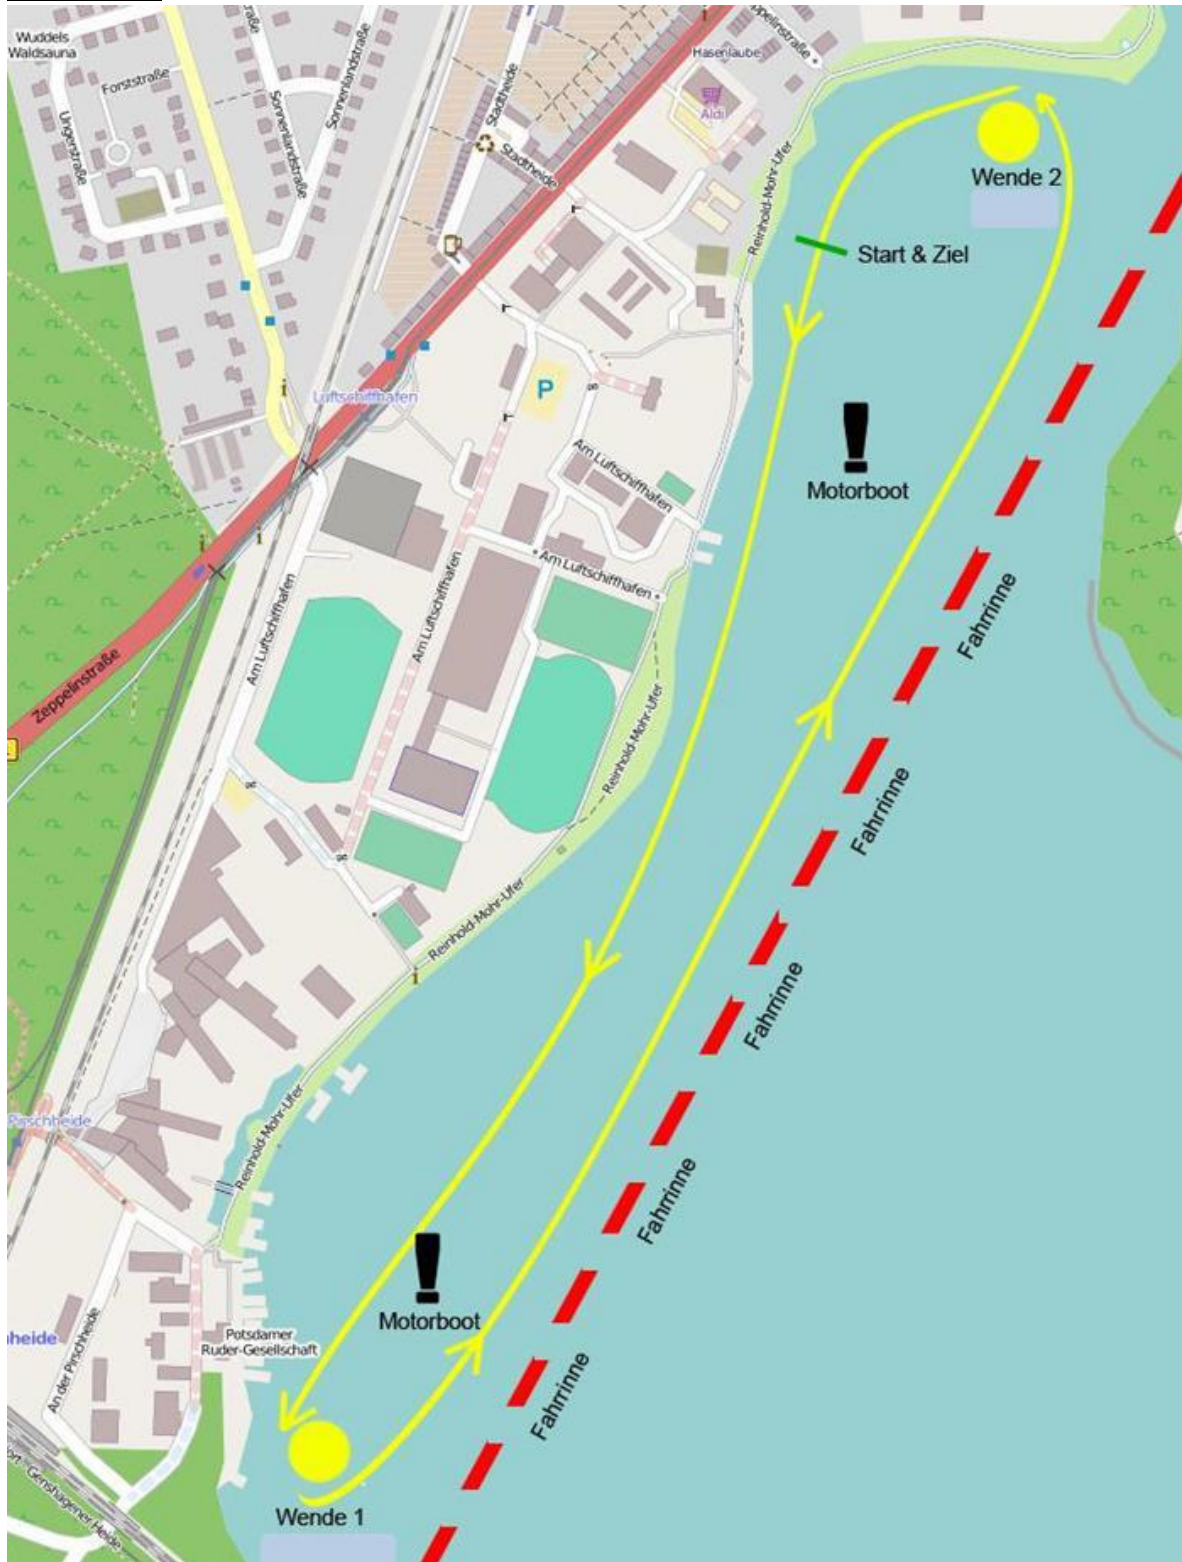 Wuddels
Waldsauna
Forststraße
Ungerstraße
Sonnenlandstraße
Sonnenlandstraße
Stadtheide
Stadtheide
Hasenlaube
Aldi
Reinhold-Mohr-Ufer
Wende 2
Start & Ziel
Luftschiffhafen
P
Motorboot
Am Luftschiffhafen
Am Luftschiffhafen
Am Luftschiffhafen
Am Luftschiffhafen
Zeppelinstraße
Reinhold-Mohr-Ufer
Reinhold-Mohr-Ufer
Reinhold-Mohr-Ufer
Fahrrinne
Fahrrinne
Fahrrinne
Fahrrinne
Fahrrinne
Pirschheide
An der Pirschheide
Potsdamer
Ruder-Gesellschaft
Motorboot
Wende 1
Genshagener Heide